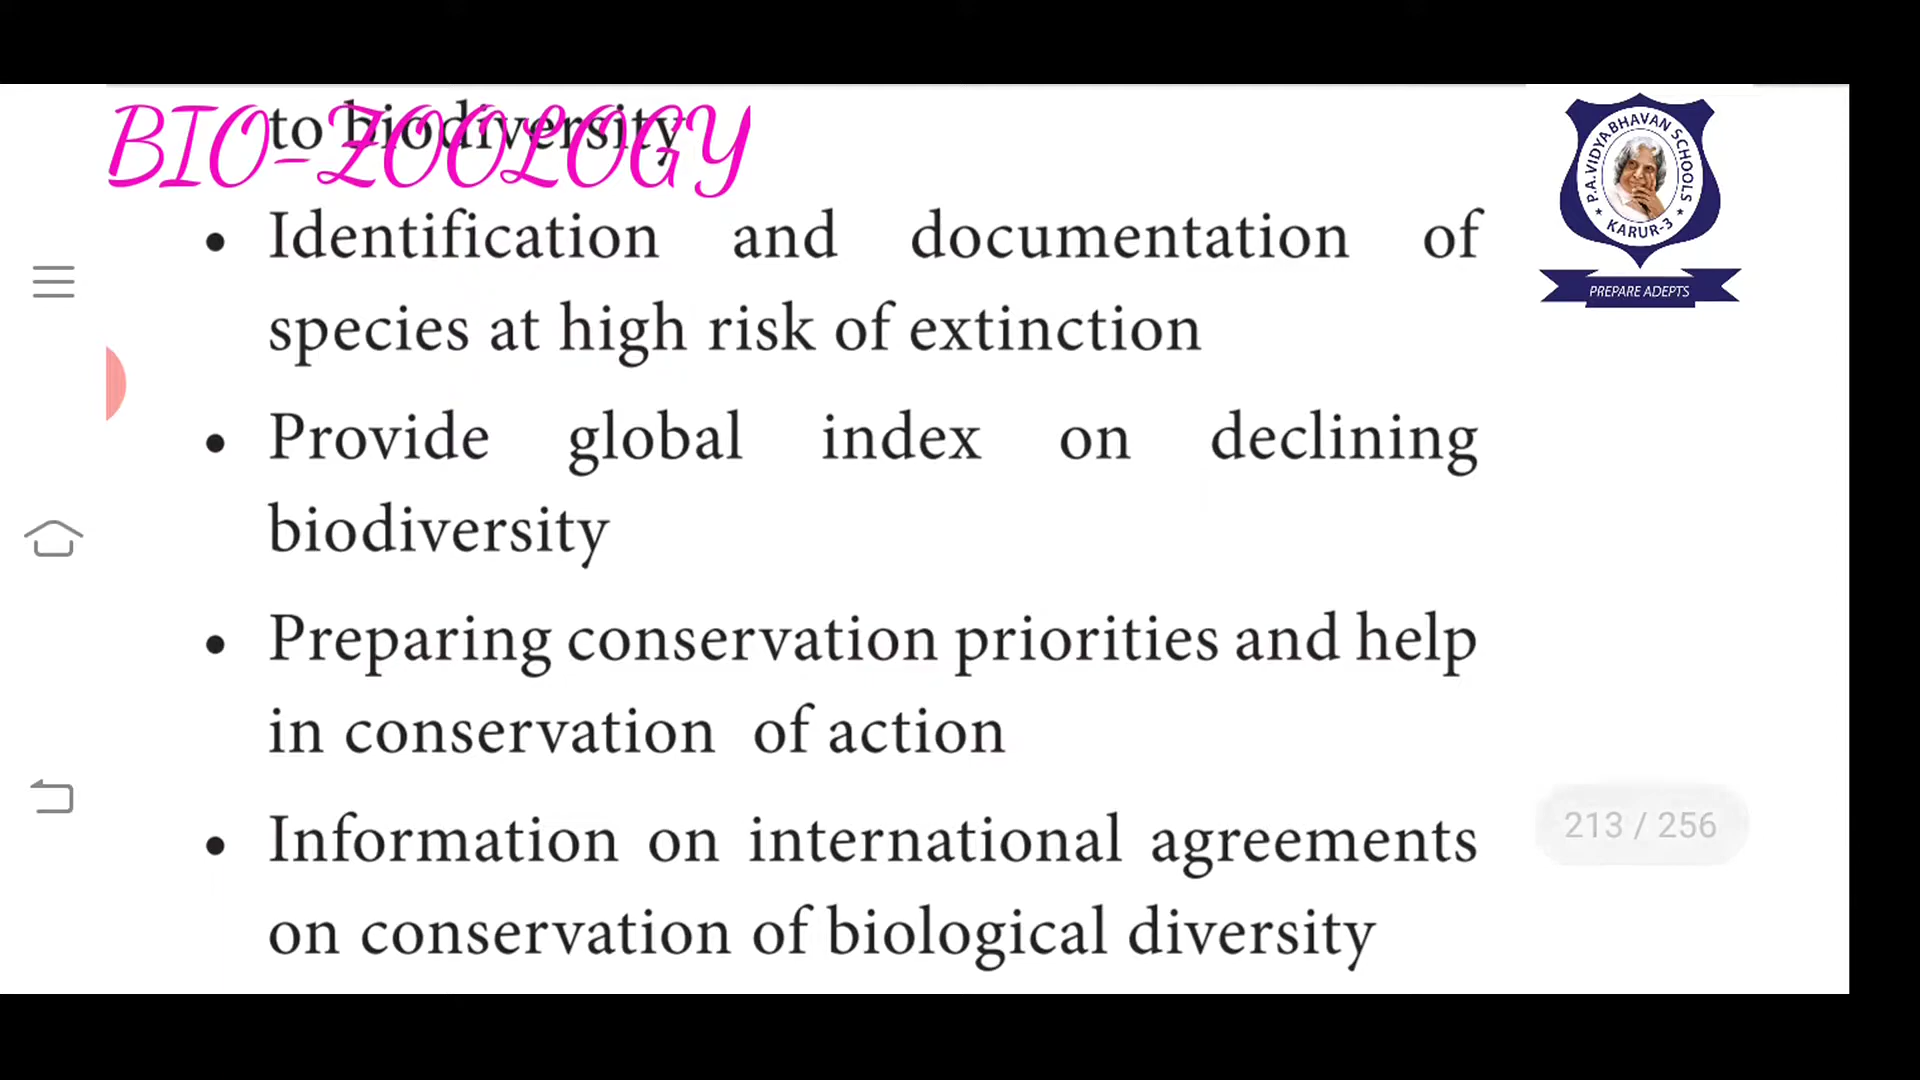 BIO-ZOOLOGY
to biodiversity
• Identification and documentation of
species at high risk of extinction
• Provide global index on declining
biodiversity
• Preparing conservation priorities and help
in conservation of action
• Information on international agreements
on conservation of biological diversity
P.A.VIDYA BHAVAN SCHOOLS
★ KARUR-3 ★
PREPARE ADEPTS
213 / 256